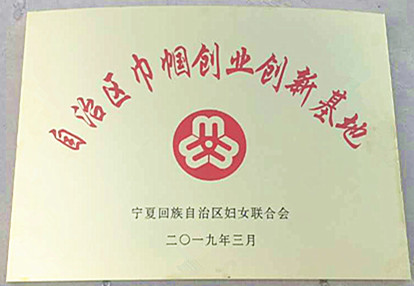 自治区巾帼创业创新基地
宁夏回族自治区妇女联合会
二〇一九年三月